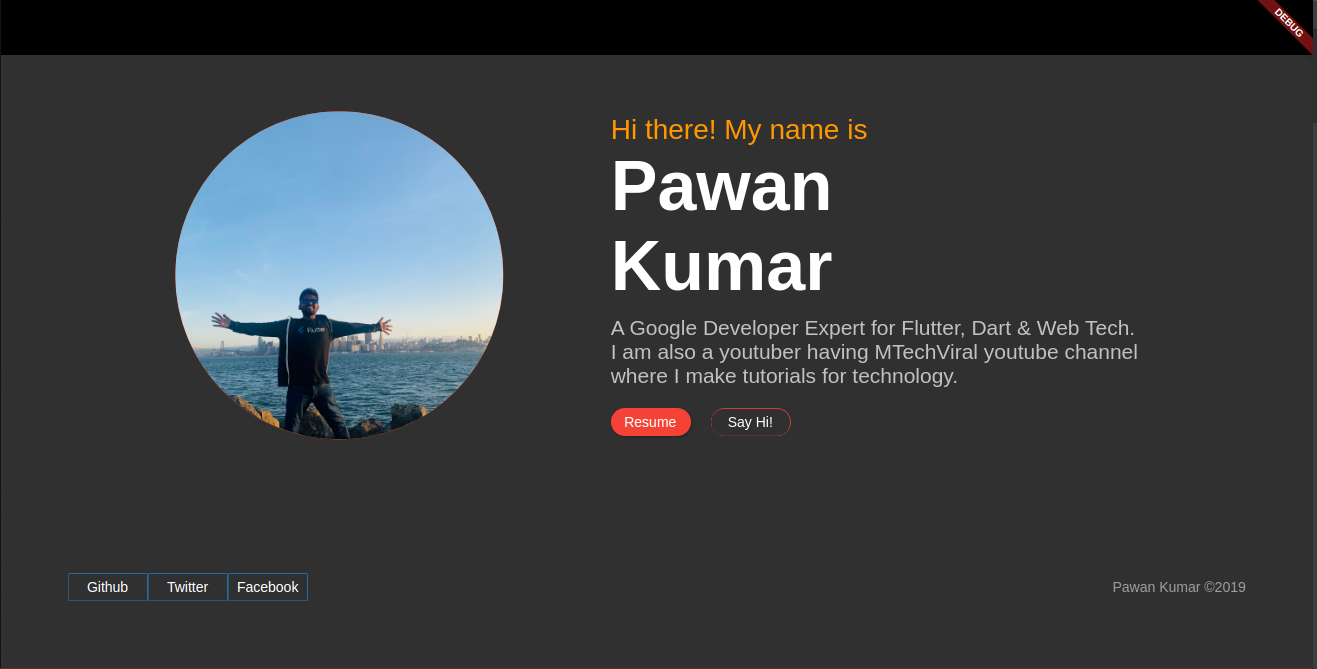 DEBUG
Hi there! My name is
Pawan
Kumar
Flutter
A Google Developer Expert for Flutter, Dart & Web Tech.
I am also a youtuber having MTechViral youtube channel
where I make tutorials for technology.
Resume
Say Hi!
Github
Twitter
Facebook
Pawan Kumar ©2019